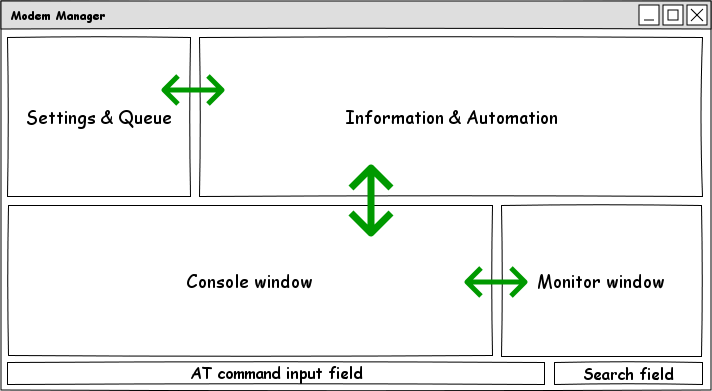 Modem Manager
Settings & Queue
Information & Automation
Console window
Monitor window
AT command input field
Search field